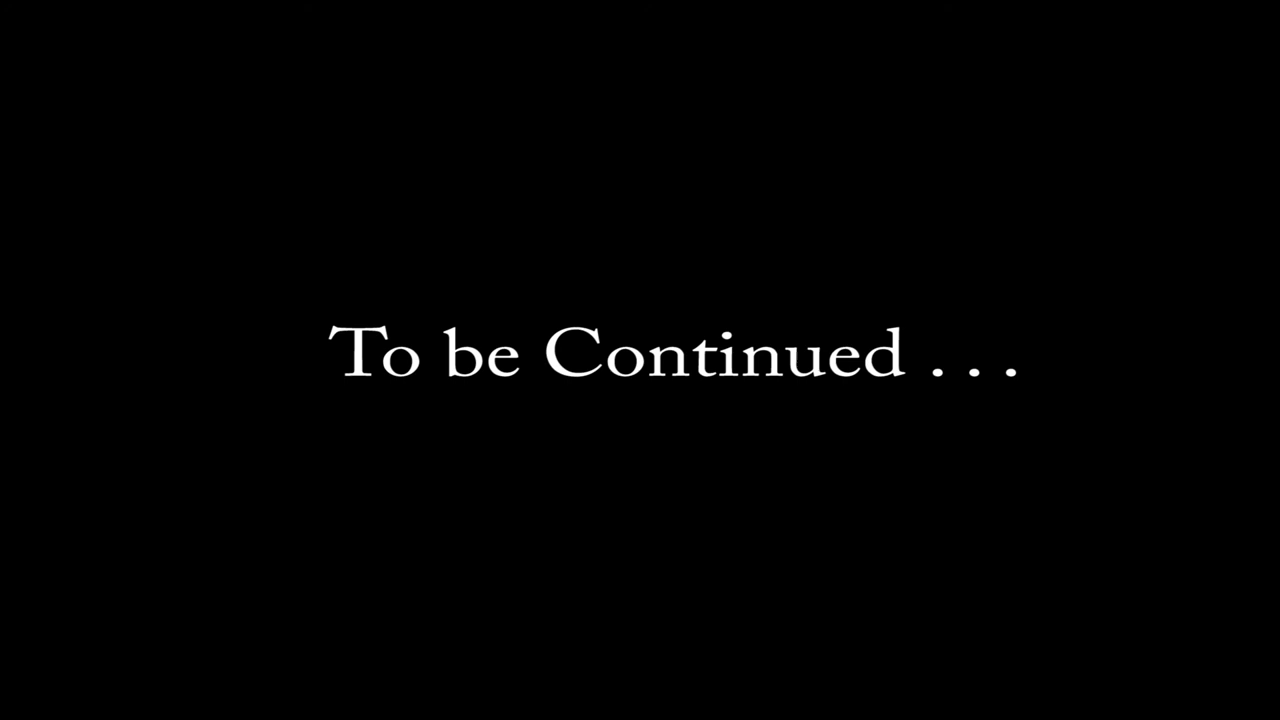 To be Continued . . .